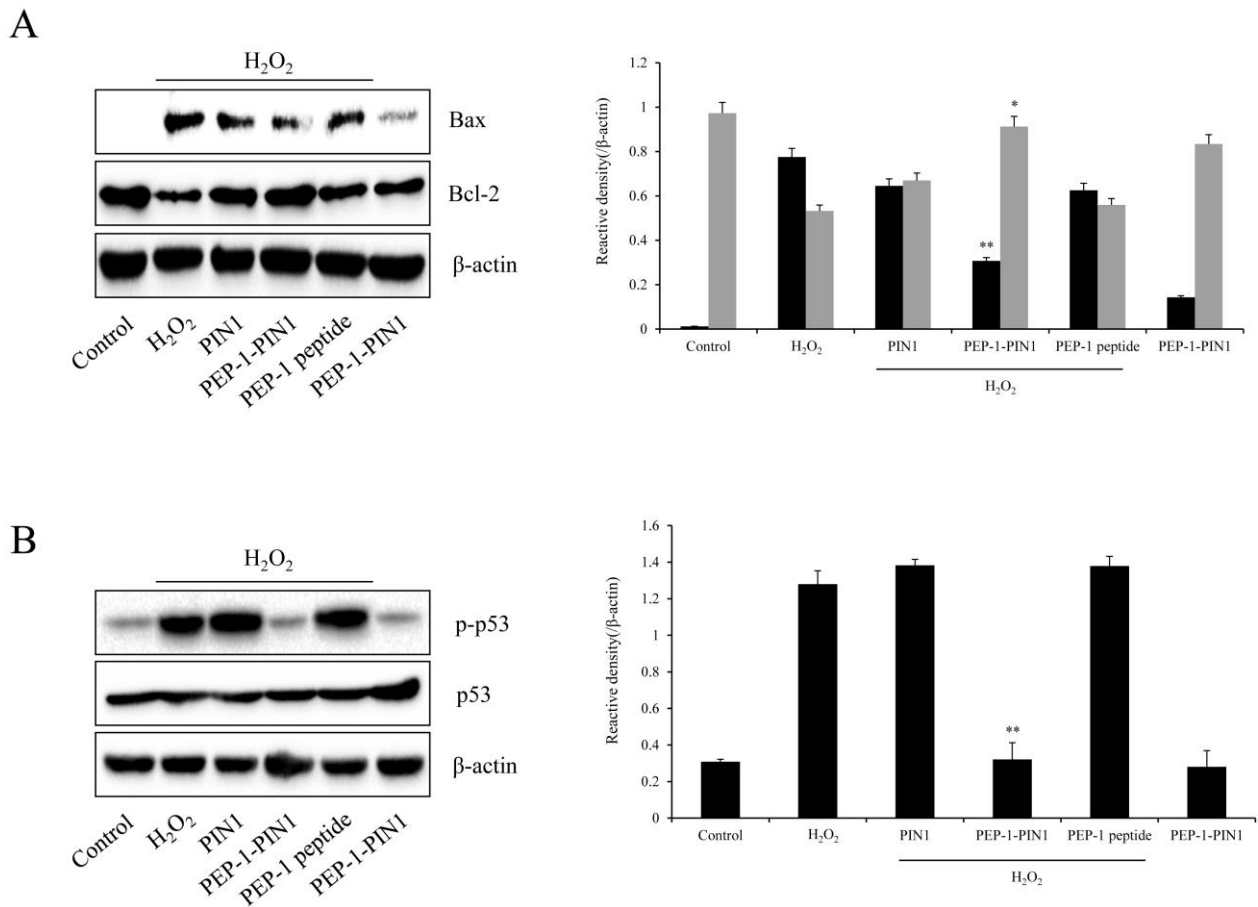 A
H₂O₂
Bax
Bcl-2
β-actin
Control
H₂O₂
PIN1
PEP-1-PIN1
PEP-1 peptide
PEP-1-PIN1
Reactive density(/β-actin)
1.2
1
0.8
0.6
0.4
0.2
0
*
**
Control
H₂O₂
PIN1
PEP-1-PIN1
PEP-1 peptide
PEP-1-PIN1
H₂O₂
B
H₂O₂
p-p53
p53
β-actin
Control
H₂O₂
PIN1
PEP-1-PIN1
PEP-1 peptide
PEP-1-PIN1
Reactive density(/β-actin)
1.6
1.4
1.2
1
0.8
0.6
0.4
0.2
0
**
Control
H₂O₂
PIN1
PEP-1-PIN1
PEP-1 peptide
PEP-1-PIN1
H₂O₂